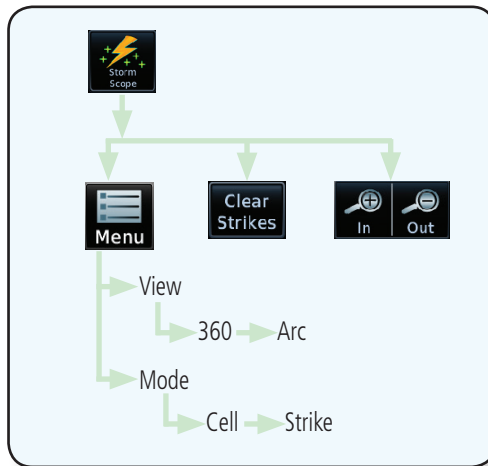 Storm
Scope
Menu
Clear
Strikes
In
Out
View
360
Arc
Mode
Cell
Strike